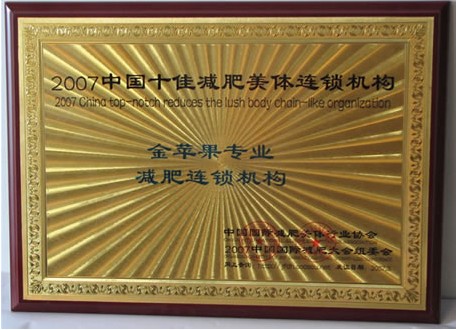 2007中国十佳减肥美体连锁机构
2007 China top-notch reduces the lush body chain-like organization
金苹果专业
减肥连锁机构
中国国际减肥美体行业协会
2007中国国际减肥大会组委会